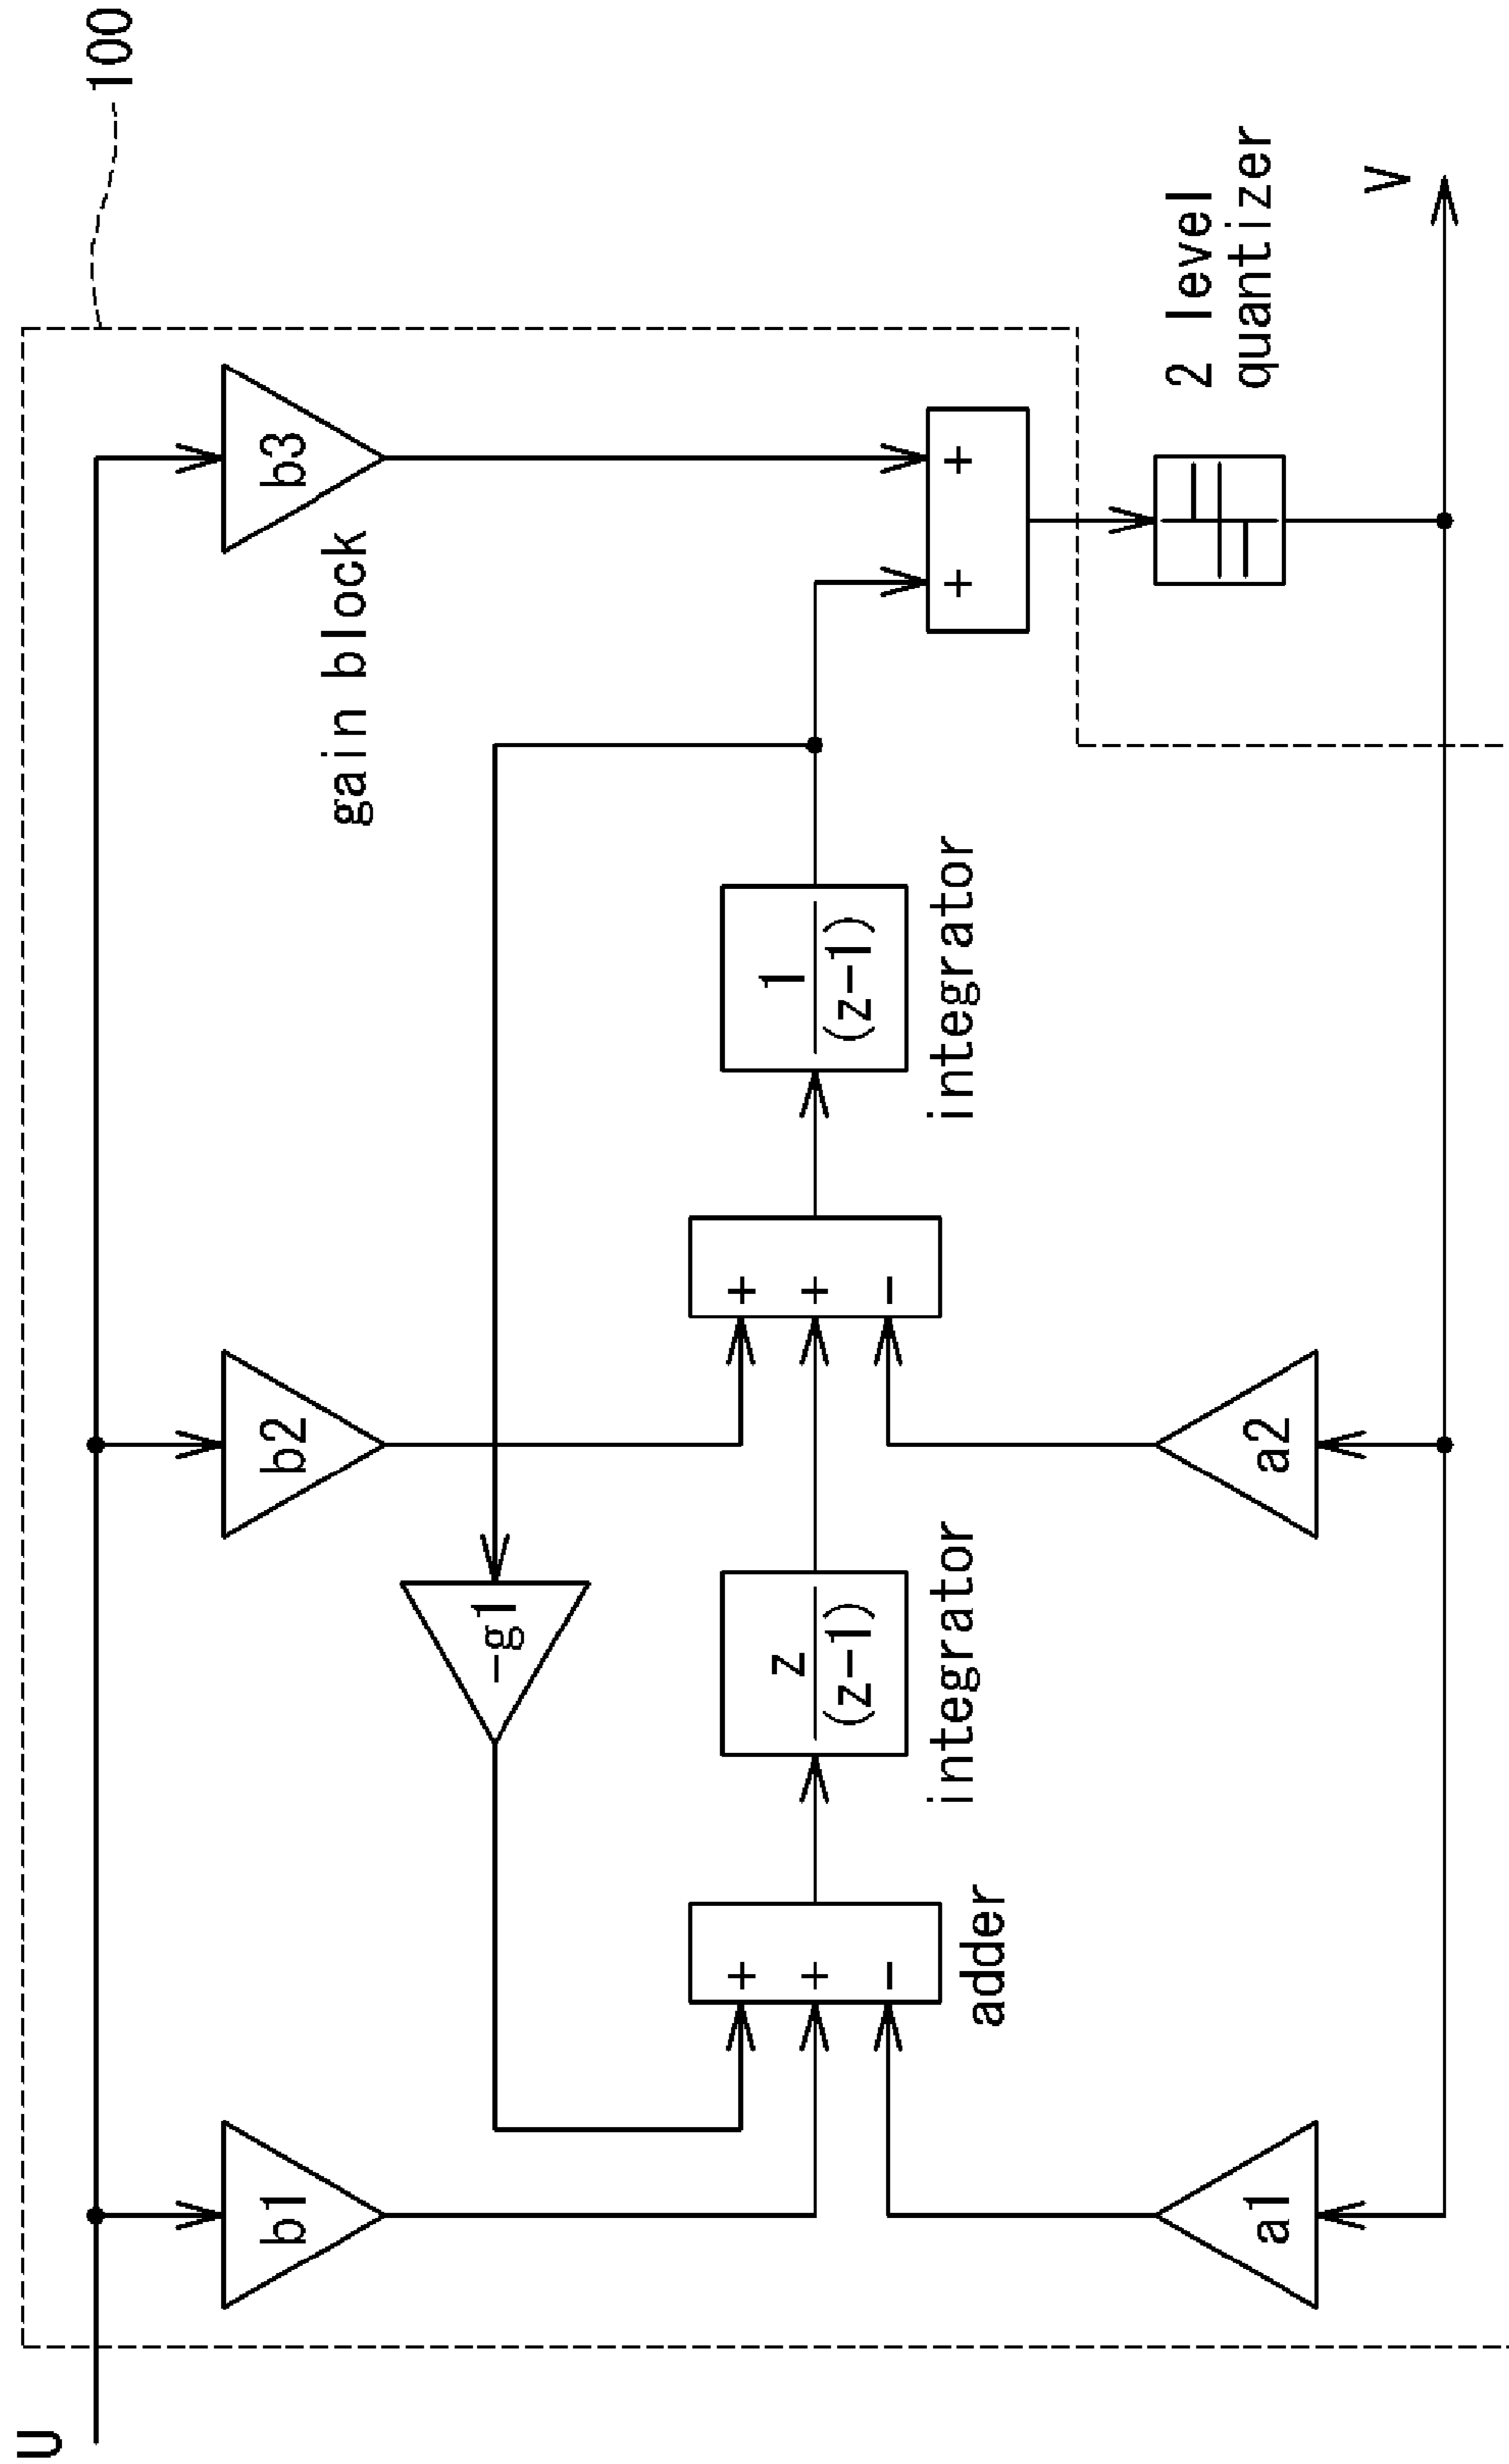 U
100
b1
b2
b3
gain block
-g1
+
+
-
adder
z
(z-1)
integrator
+
+
-
1
(z-1)
integrator
+ +
2 level
quantizer
a1
a2
V